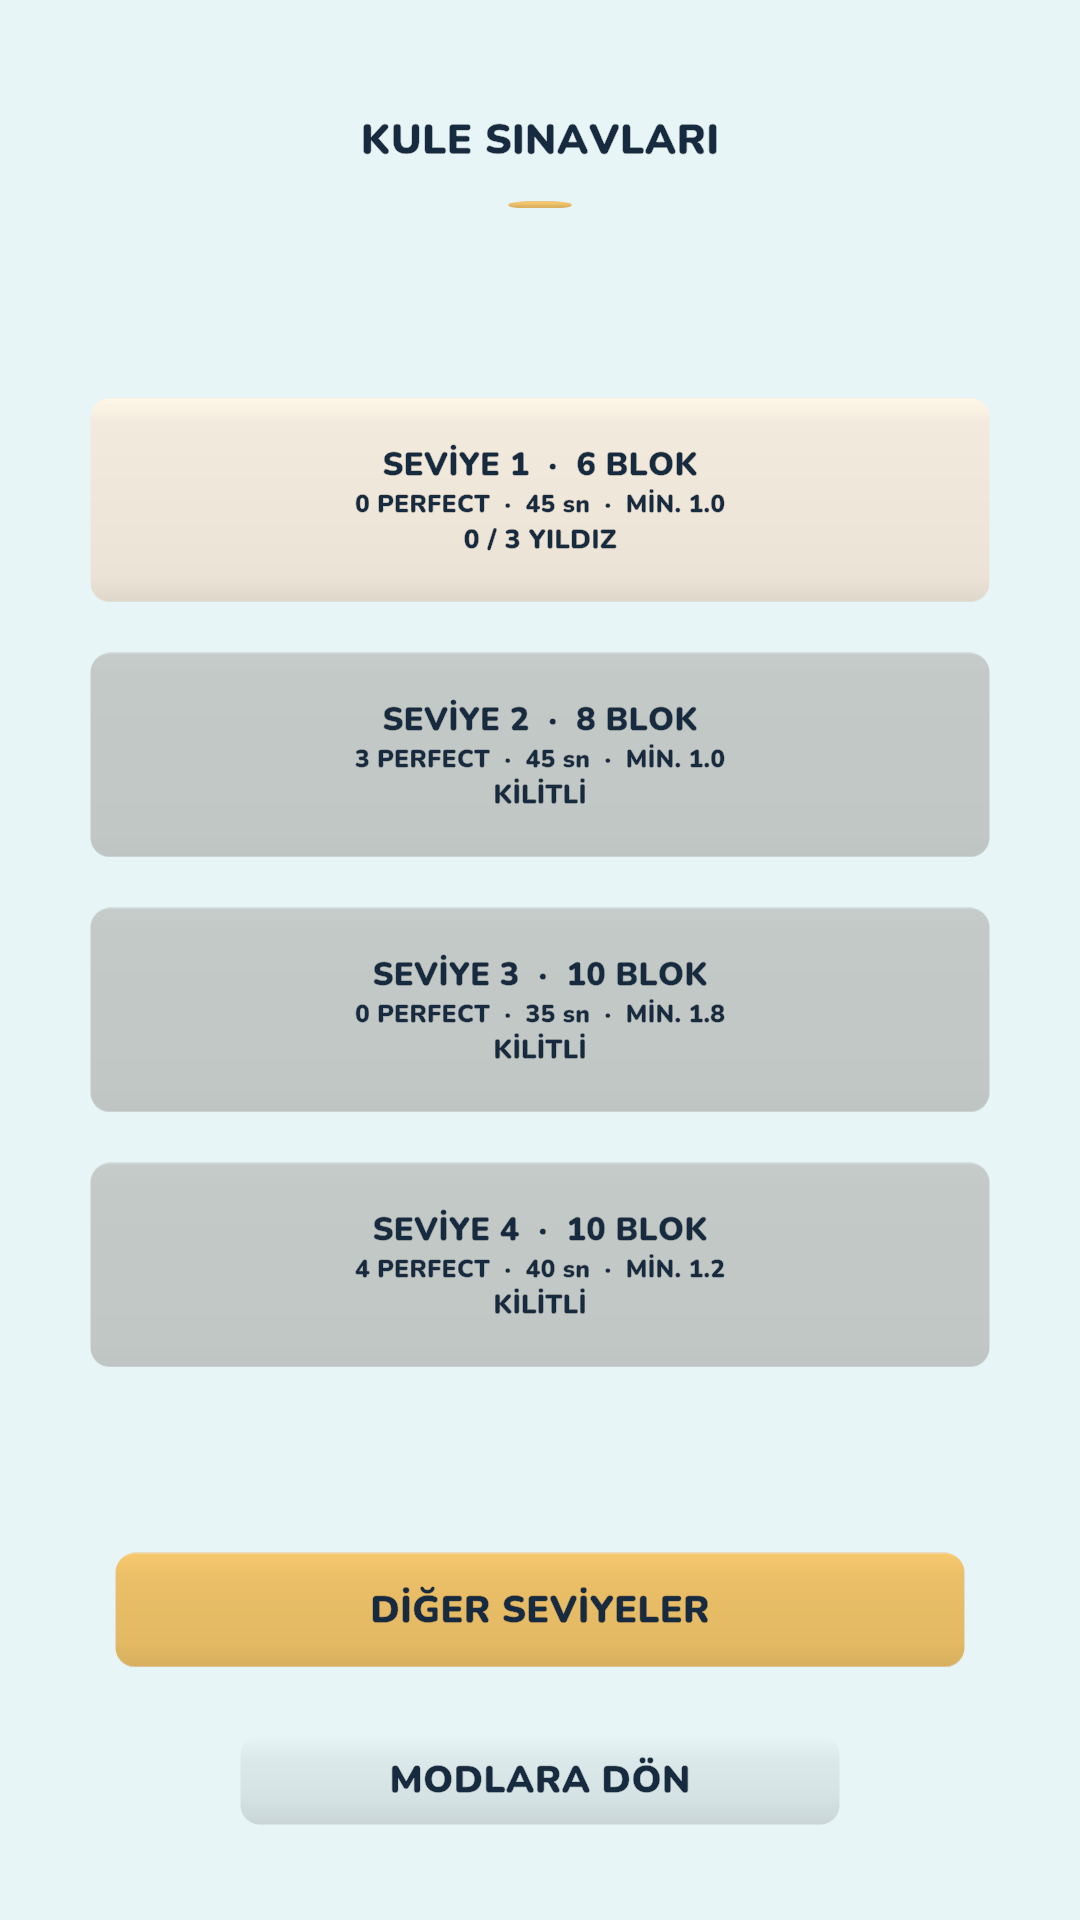 KULE SINAVLARI
SEVİYE 1 · 6 BLOK
0 PERFECT · 45 sn · MİN. 1.0
0 / 3 YILDIZ
SEVİYE 2 · 8 BLOK
3 PERFECT · 45 sn · MİN. 1.0
KİLİTLİ
SEVİYE 3 · 10 BLOK
0 PERFECT · 35 sn · MİN. 1.8
KİLİTLİ
SEVİYE 4 · 10 BLOK
4 PERFECT · 40 sn · MİN. 1.2
KİLİTLİ
DİĞER SEVİYELER
MODLARA DÖN